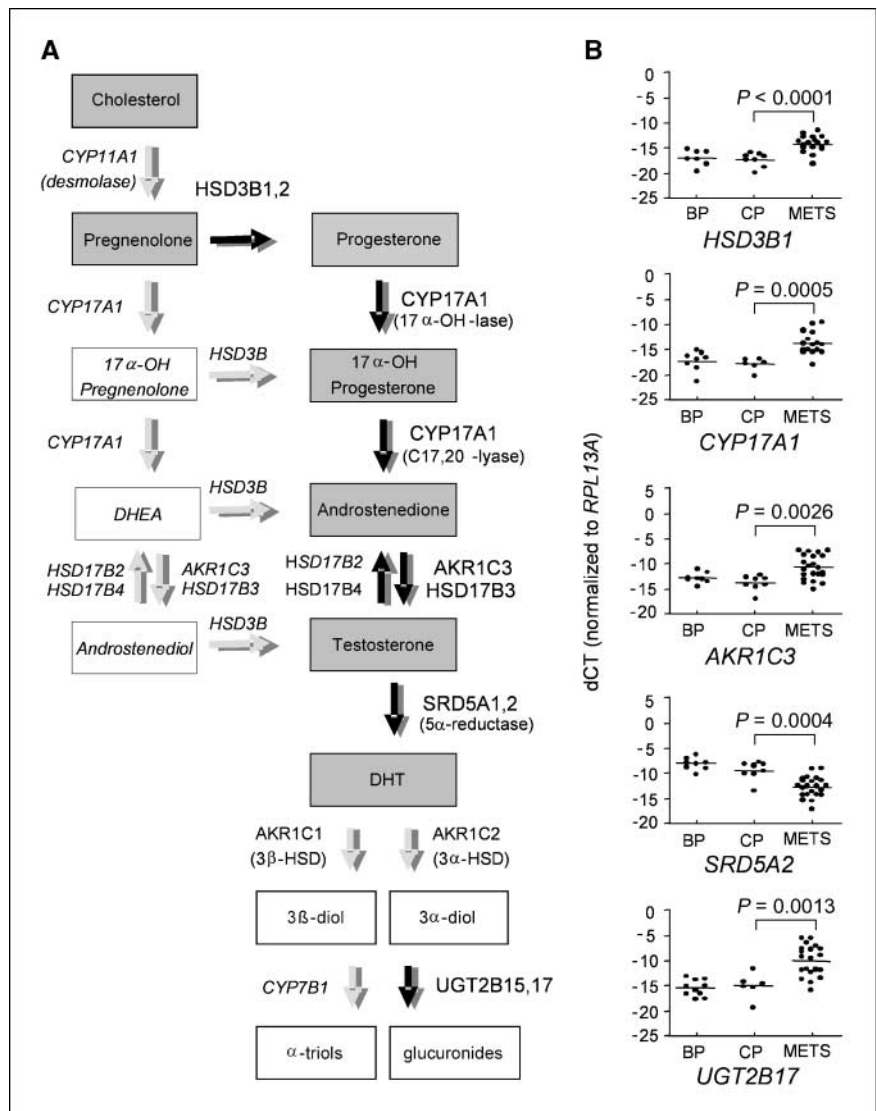 A
Cholesterol
CYP11A1
(desmolase)
HSD3B1,2
Pregnenolone
Progesterone
CYP17A1
CYP17A1
(17 α-OH -lase)
17 α-OH
Pregnenolone
HSD3B
17 α-OH
Progesterone
CYP17A1
CYP17A1
(C17,20 -lyase)
DHEA
HSD3B
Androstenedione
HSD17B2
HSD17B4
AKR1C3
HSD17B3
HSD17B2
HSD17B4
AKR1C3
HSD17B3
Androstenediol
HSD3B
Testosterone
SRD5A1,2
(5α-reductase)
DHT
AKR1C1
(3β-HSD)
AKR1C2
(3α-HSD)
3ß-diol
3α-diol
CYP7B1
UGT2B15,17
α-triols
glucuronides
B
dCT (normalized to RPL13A)
0
-5
-10
-15
-20
-25
P < 0.0001
BP CP METS
HSD3B1
0
-5
-10
-15
-20
-25
P = 0.0005
BP CP METS
CYP17A1
5
0
-5
-10
-15
-20
P = 0.0026
BP CP METS
AKR1C3
5
0
-5
-10
-15
-20
P = 0.0004
BP CP METS
SRD5A2
0
-5
-10
-15
-20
-25
P = 0.0013
BP CP METS
UGT2B17